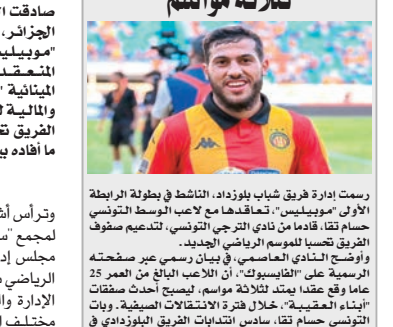 ثلاثة مواسم
رسمت إدارة فريق شباب بلوزداد، الناشط في بطولة الرابطة
الأولى "موبيليس"، تعاقدها مع لاعب الوسط التونسي
حسام تقا، قادما من نادي الترجي التونسي، لتدعيم صفوف
الفريق تحسبا للموسم الرياضي الجديد.
وأوضح النادي العاصمي، في بيان رسمي عبر صفحته
الرسمية على "الفايسبوك"، أن اللاعب البالغ من العمر 25
عاما وقع عقدا يمتد لثلاثة مواسم، ليصبح أحدث صفقات
"أبناء العقيبة"، خلال فترة الانتقالات الصيفية. وبات
التونسي حسام تقا، سادس انتدابات الفريق البلوزدادي في
صادقت
الجزائر،
"موبيلي
المنعقد
المينائية
والمالية
الفريق
ما أفاده
وترأس
لمجمع
مجلس
الرياضي
الإدارة
مختلف